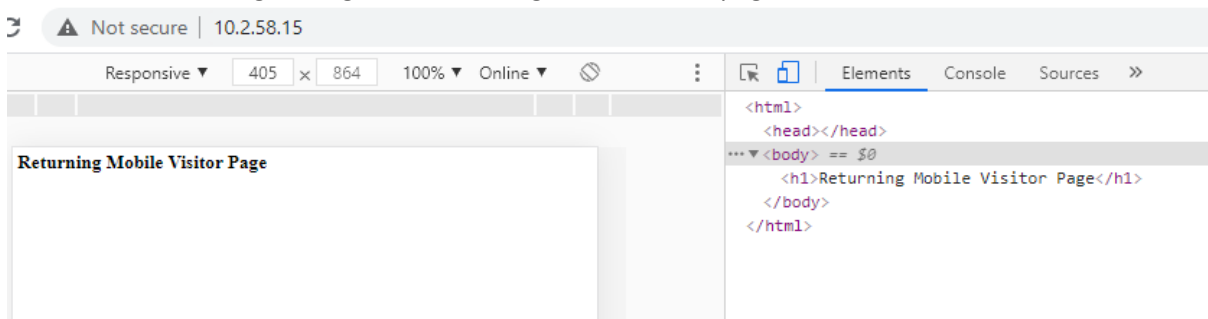 Not secure | 10.2.58.15
Responsive ▼ 405 x 864 100% ▼ Online ▼
Elements Console Sources »
Returning Mobile Visitor Page
<html>
<head></head>
··· ▼ <body> == $0
<h1>Returning Mobile Visitor Page</h1>
</body>
</html>